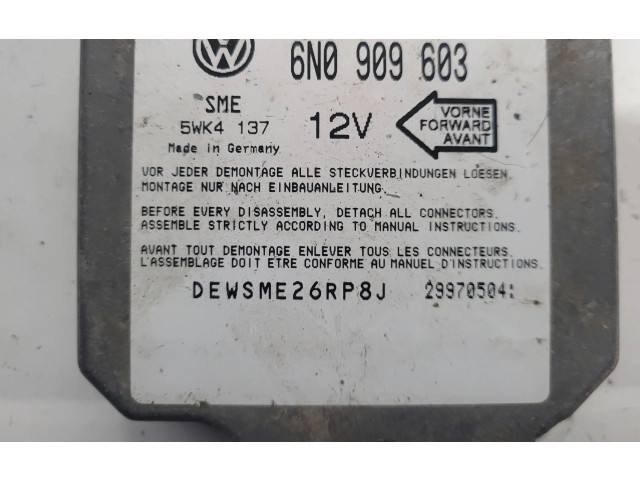 6N0 909 603
SME
5WK4 137
Made in Germany
12V
VORNE
FORWARD
AVANT
VOR JEDER DEMONTAGE ALLE STECKVERBINDUNGEN LOESEN.
MONTAGE NUR NACH EINBAUANLEITUNG.
BEFORE EVERY DISASSEMBLY, DETACH ALL CONNECTORS.
ASSEMBLE STRICTLY ACCORDING TO MANUAL INSTRUCTIONS.
AVANT TOUT DEMONTAGE ENLEVER TOUS LES CONNECTEURS.
L'ASSEMBLAGE DOIT ETRE CONFORME AU MANUEL D'INSTRUCTIONS.
DEWSME26RP8J 29970504: